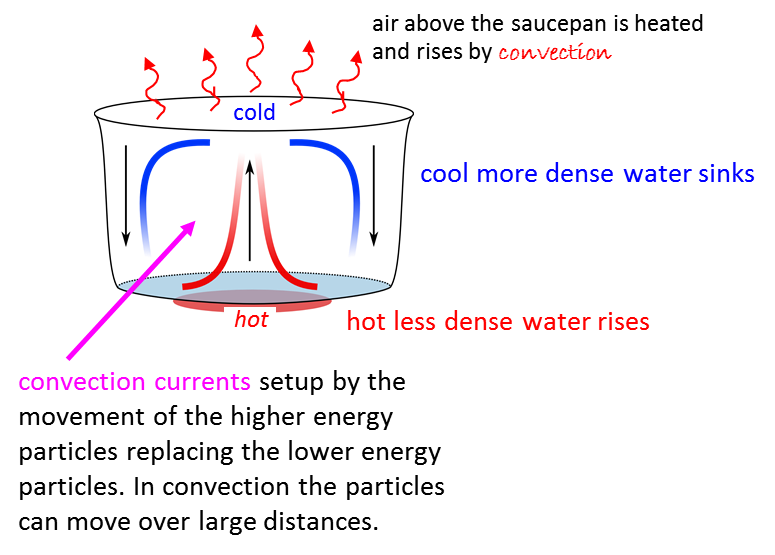 air above the saucepan is heated
and rises by convection
cold
cool more dense water sinks
hot
hot less dense water rises
convection currents setup by the
movement of the higher energy
particles replacing the lower energy
particles. In convection the particles
can move over large distances.